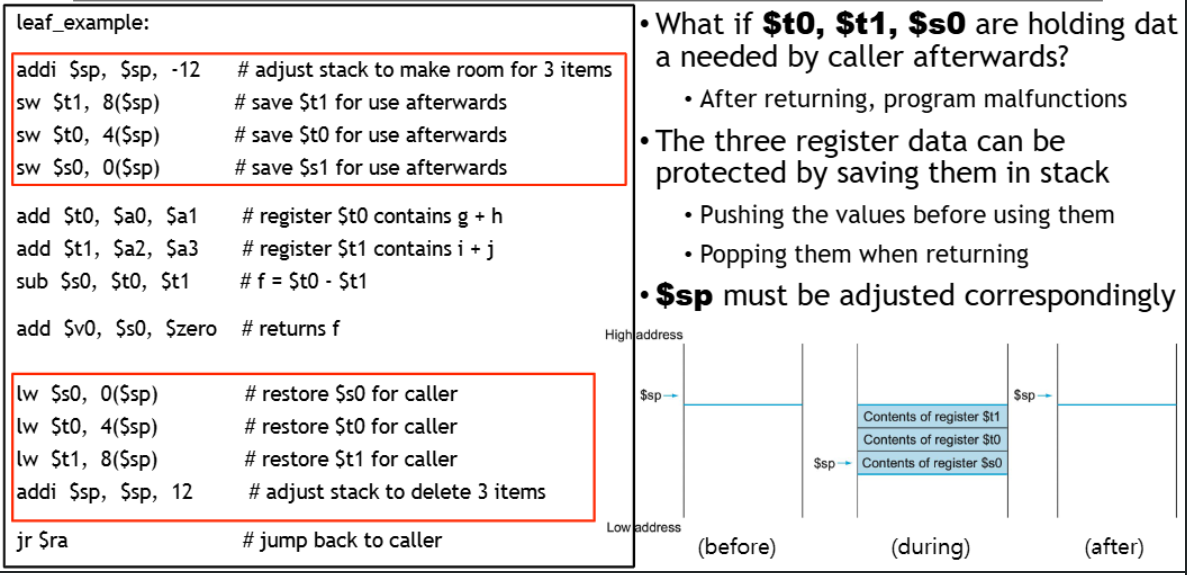 leaf_example:
addi $sp, $sp, -12 # adjust stack to make room for 3 items
sw $t1, 8($sp) # save $t1 for use afterwards
sw $t0, 4($sp) # save $t0 for use afterwards
sw $s0, 0($sp) # save $s1 for use afterwards
add $t0, $a0, $a1 # register $t0 contains g + h
add $t1, $a2, $a3 # register $t1 contains i + j
sub $s0, $t0, $t1 # f = $t0 - $t1
add $v0, $s0, $zero # returns f
lw $s0, 0($sp) # restore $s0 for caller
lw $t0, 4($sp) # restore $t0 for caller
lw $t1, 8($sp) # restore $t1 for caller
addi $sp, $sp, 12 # adjust stack to delete 3 items
jr $ra # jump back to caller
• What if $t0, $t1, $s0 are holding dat
a needed by caller afterwards?
• After returning, program malfunctions
• The three register data can be
protected by saving them in stack
• Pushing the values before using them
• Popping them when returning
• $sp must be adjusted correspondingly
High address
$sp
$sp
Contents of register $t1
Contents of register $t0
$sp
Contents of register $s0
Low address
(before)
(during)
(after)